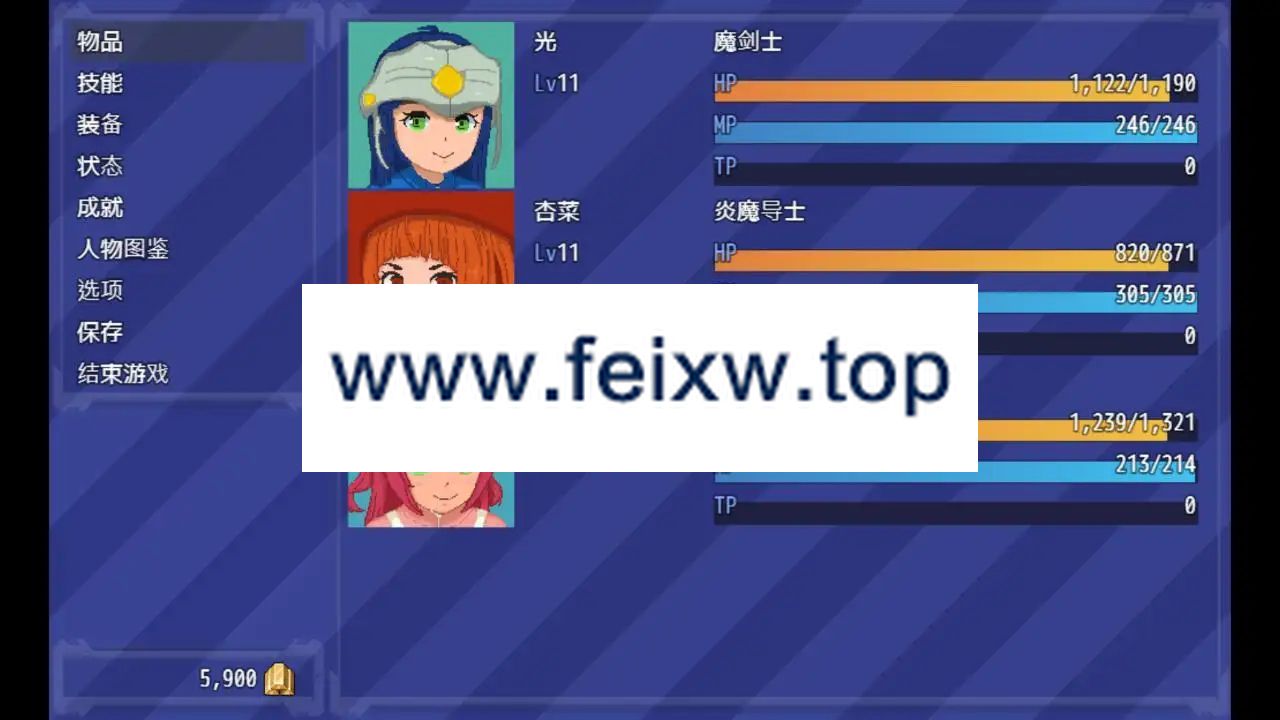 物品
技能
装备
状态
成就
人物图鉴
选项
保存
结束游戏
5,900
光
魔剑士
Lv11
HP 1,122/1,190
MP 246/246
TP 0
杏菜
炎魔导士
Lv11
HP 820/871
305/305
0
www.feixw.top
1,239/1,321
213/214
TP 0